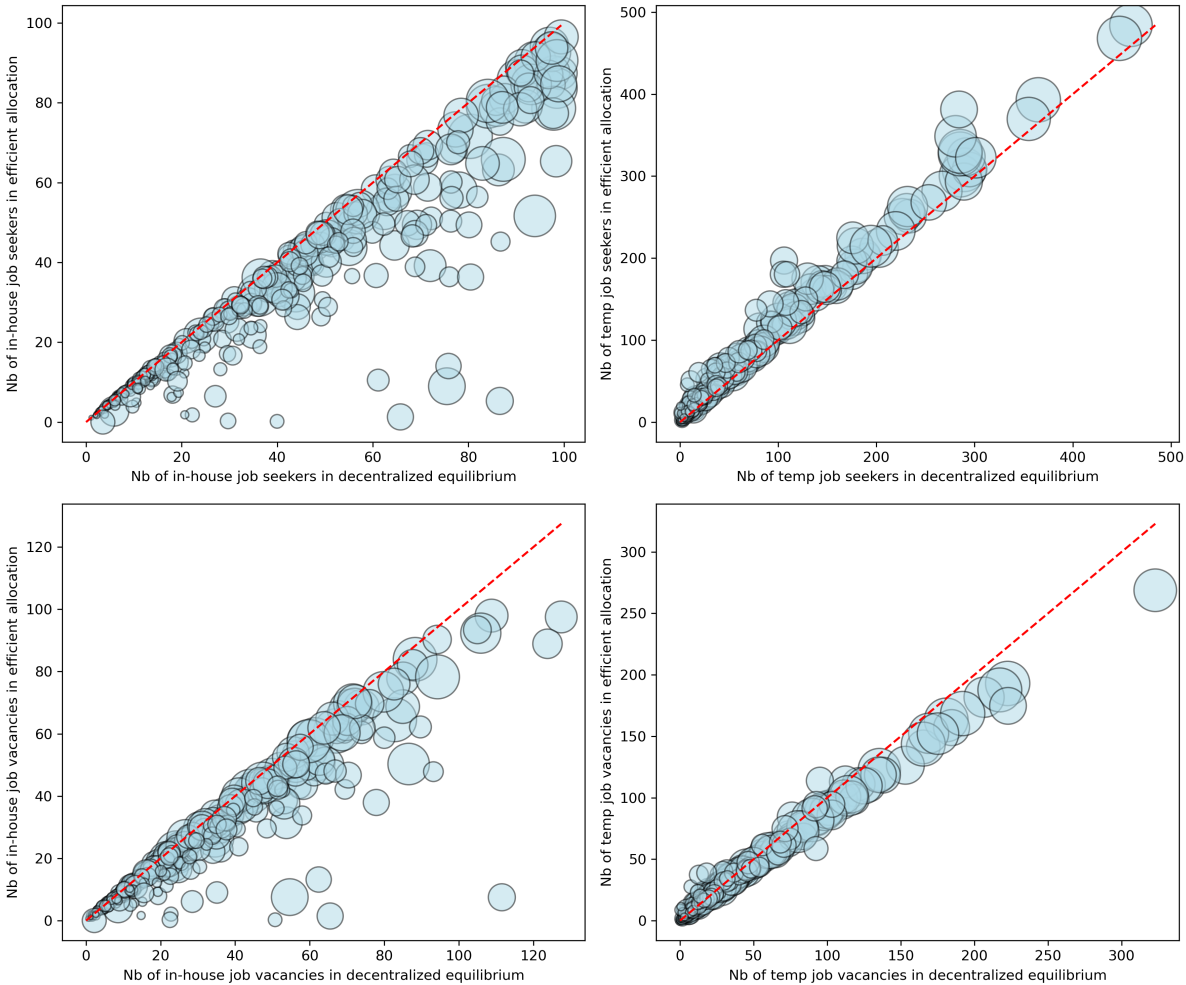 100
80
60
40
20
0
0 20 40 60 80 100
Nb of in-house job seekers in efficient allocation
Nb of in-house job seekers in decentralized equilibrium
500
400
300
200
100
0
0 100 200 300 400 500
Nb of temp job seekers in efficient allocation
Nb of temp job seekers in decentralized equilibrium
120
100
80
60
40
20
0
0 20 40 60 80 100 120
Nb of in-house job vacancies in efficient allocation
Nb of in-house job vacancies in decentralized equilibrium
300
250
200
150
100
50
0
0 50 100 150 200 250 300
Nb of temp job vacancies in efficient allocation
Nb of temp job vacancies in decentralized equilibrium